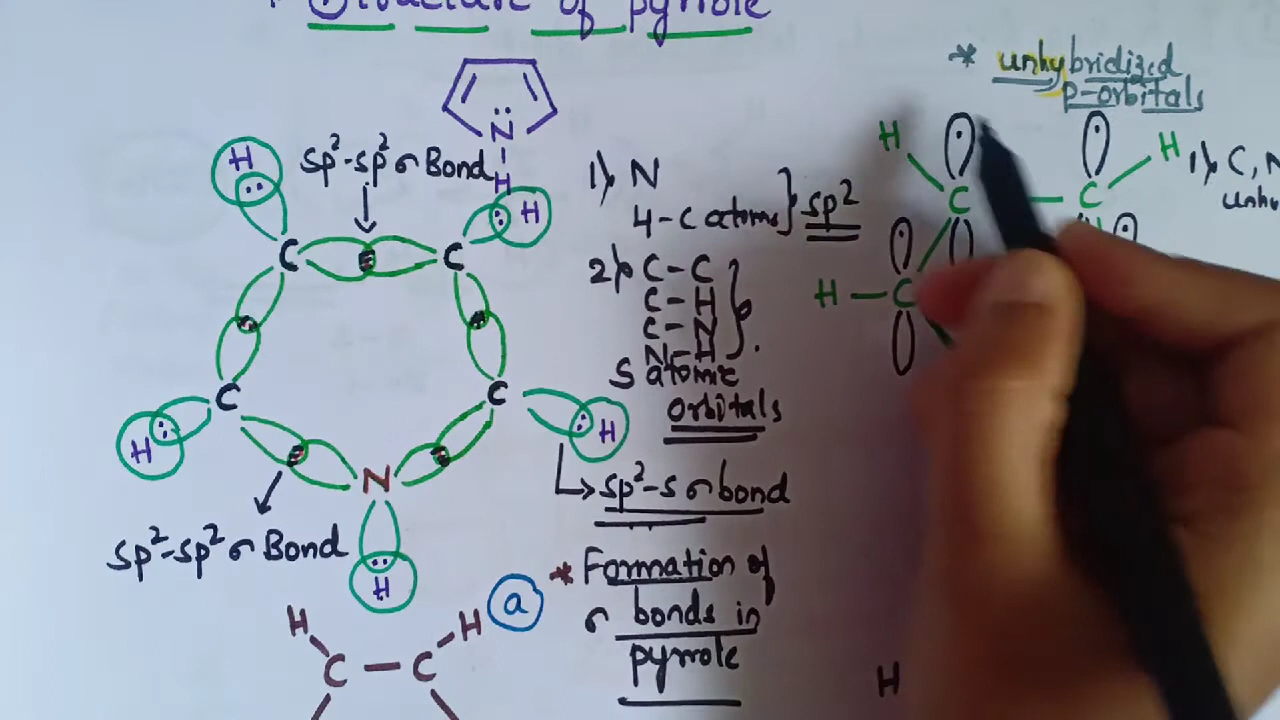 Structure of pyrrole
N
H
H
sp²-sp² σ Bond
H
C
C
H
C
C
H
N
sp²-sp² σ Bond
H
1) N
4-C atoms } sp²
2) C-C
C-H
C-N
N-H
S atomic
orbitals
sp²-s σ bond
* Formation of
σ bonds in
pyrrole
a
H
H
C - C
* unhybridized
p-orbitals
H
H
C
C
H
C
1) C, N
unhy
H